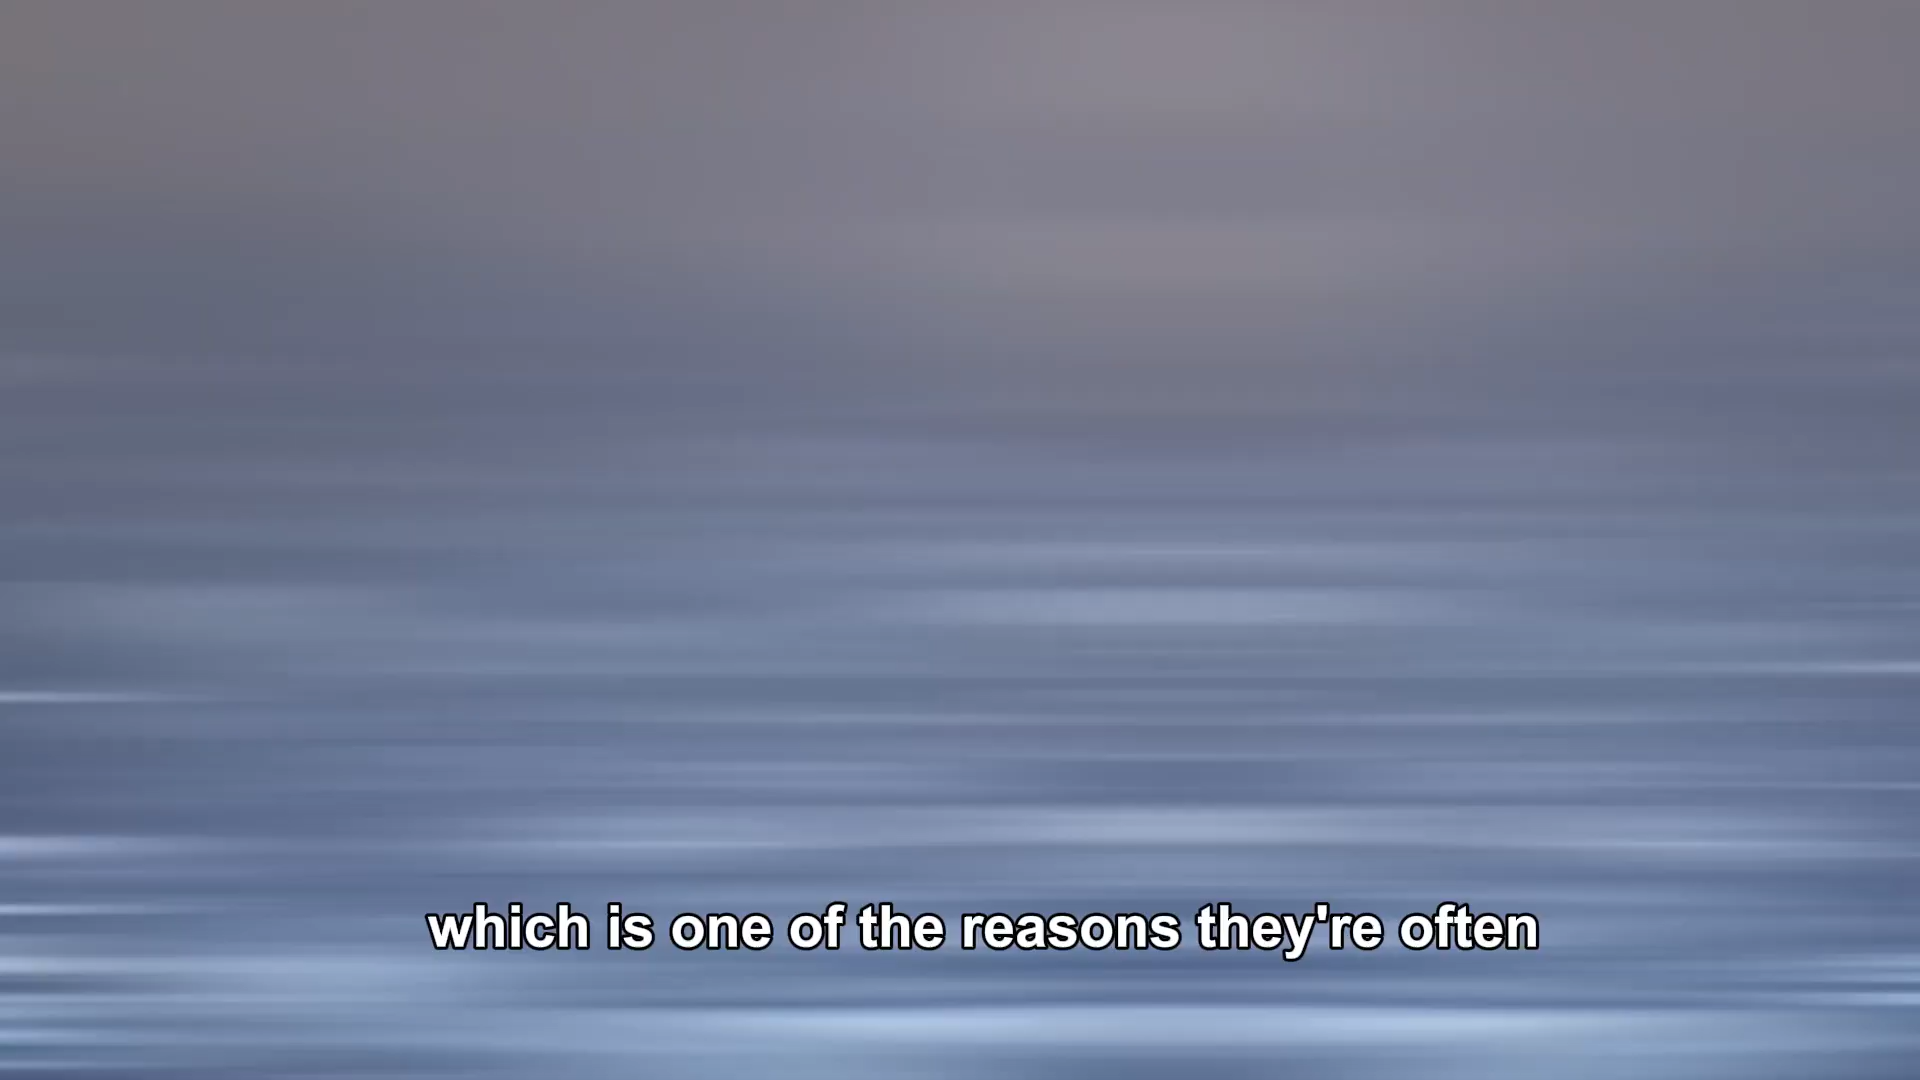 which is one of the reasons they're often